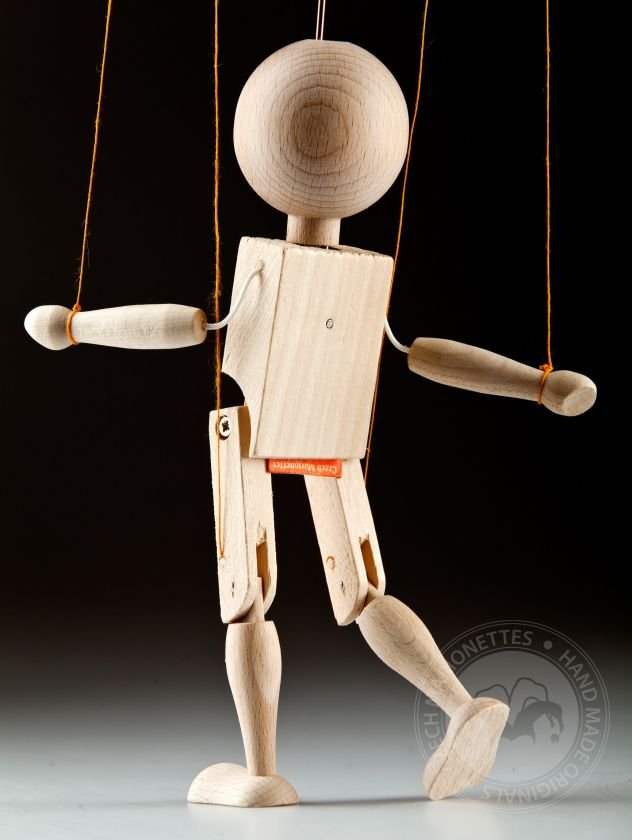 Czech Marionettes
CZECH MARIONETTES • HAND MADE ORIGINALS •